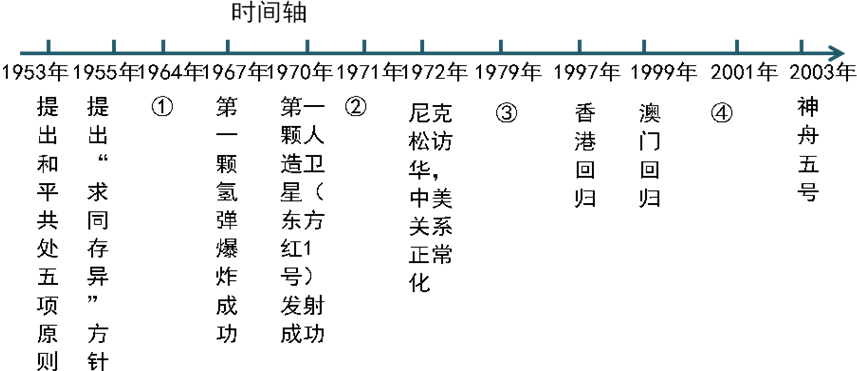 时间轴
1953年 1955年 1964年 1967年 1970年 1971年 1972年 1979年 1997年 1999年 2001年 2003年
提出和平共处五项原则
提出“求同存异”方针
①
第一颗氢弹爆炸成功
第一颗人造卫星（东方红1号）发射成功
②
尼克松访华，中美关系正常化
③
香港回归
澳门回归
④
神舟五号